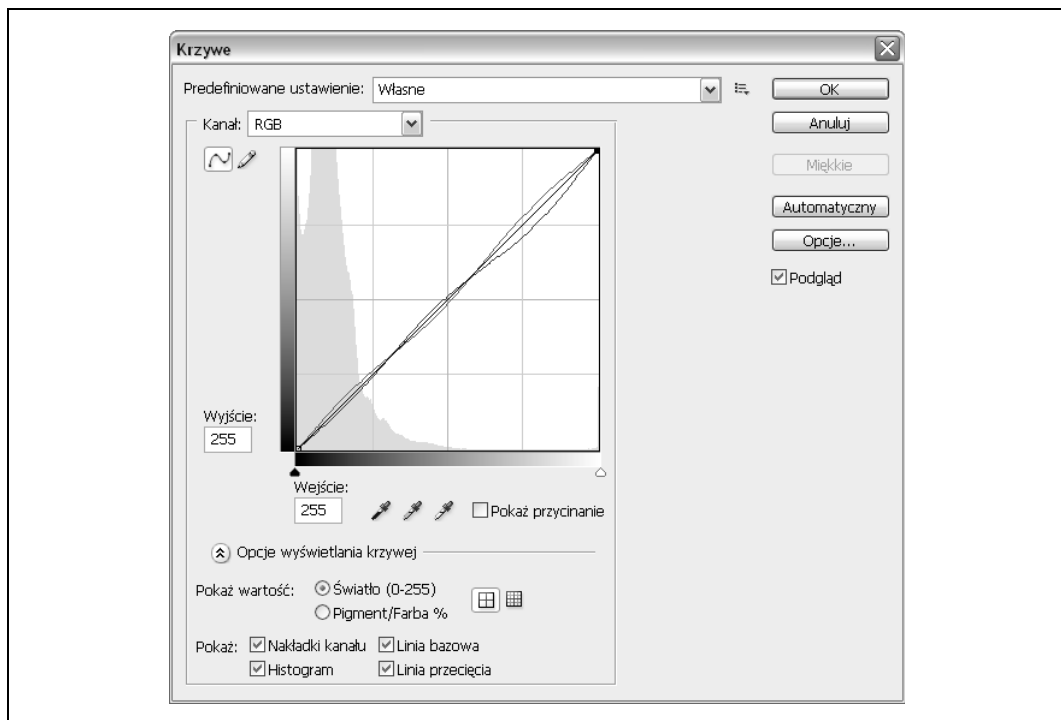 Krzywe
Predefiniowane ustawienie: Własne
OK
Kanał: RGB
Anuluj
Miękkie
Automatyczny
Opcje...
Podgląd
Wyjście:
255
Wejście:
255
Pokaż przycinanie
Opcje wyświetlania krzywej
Pokaż wartość: Światło (0-255)
Pigment/Farba %
Pokaż: Nakładki kanału Linia bazowa
Histogram Linia przecięcia